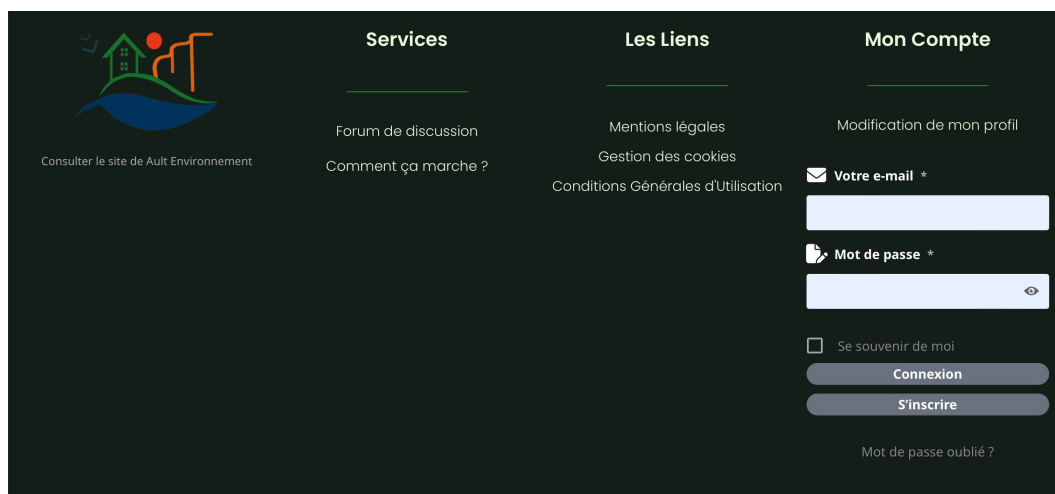 Consulter le site de Ault Environnement
Services
Forum de discussion
Comment ça marche ?
Les Liens
Mentions légales
Gestion des cookies
Conditions Générales d'Utilisation
Mon Compte
Modification de mon profil
Votre e-mail *
Mot de passe *
Se souvenir de moi
Connexion
S'inscrire
Mot de passe oublié ?